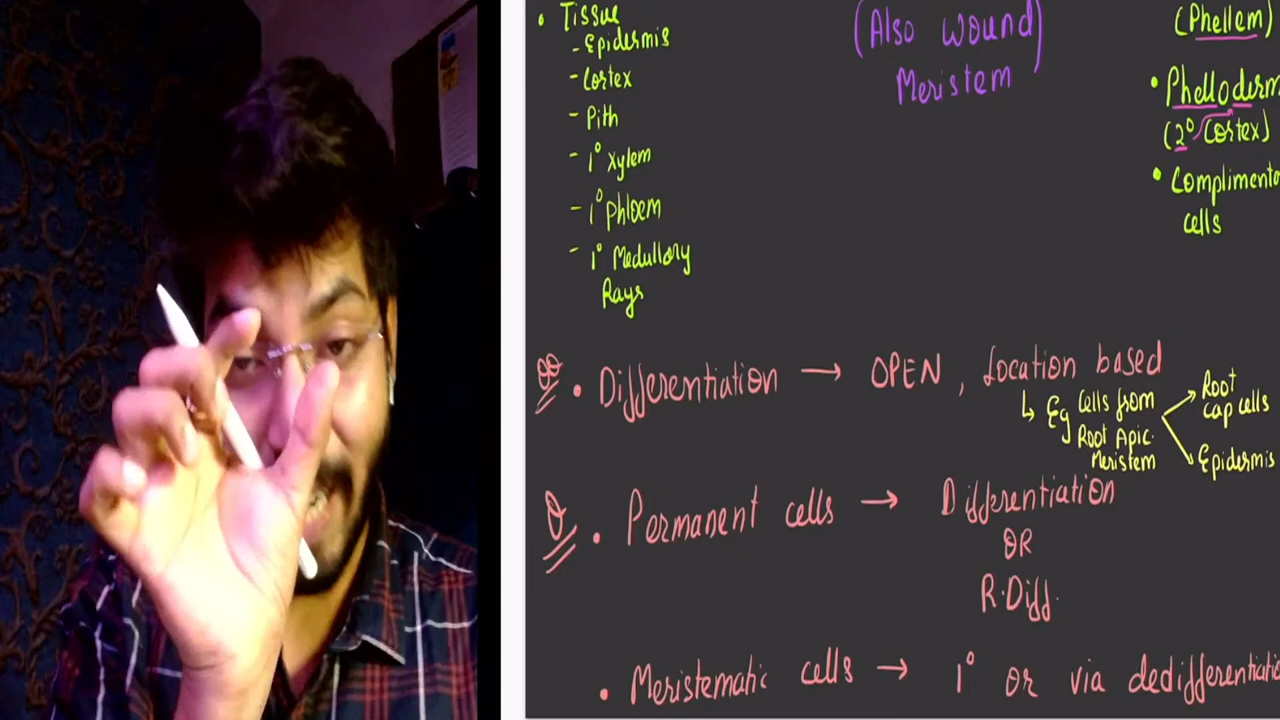 • Tissue
- Epidermis
- Cortex
- Pith
- 1° Xylem
- 1° Phloem
- 1° Medullary
Rays
(Also wound)
Meristem
(Phellem)
• Phelloderm
(2° Cortex)
• Complimenta
cells
QQ • Differentiation → OPEN, Location based
↳ Eg Cells from
Root Apic.
Meristem
Root
cap cells
Epidermis
Q • Permanent cells → Differentiation
OR
R.Diff.
• Meristematic cells → 1° or via dedifferentiatio